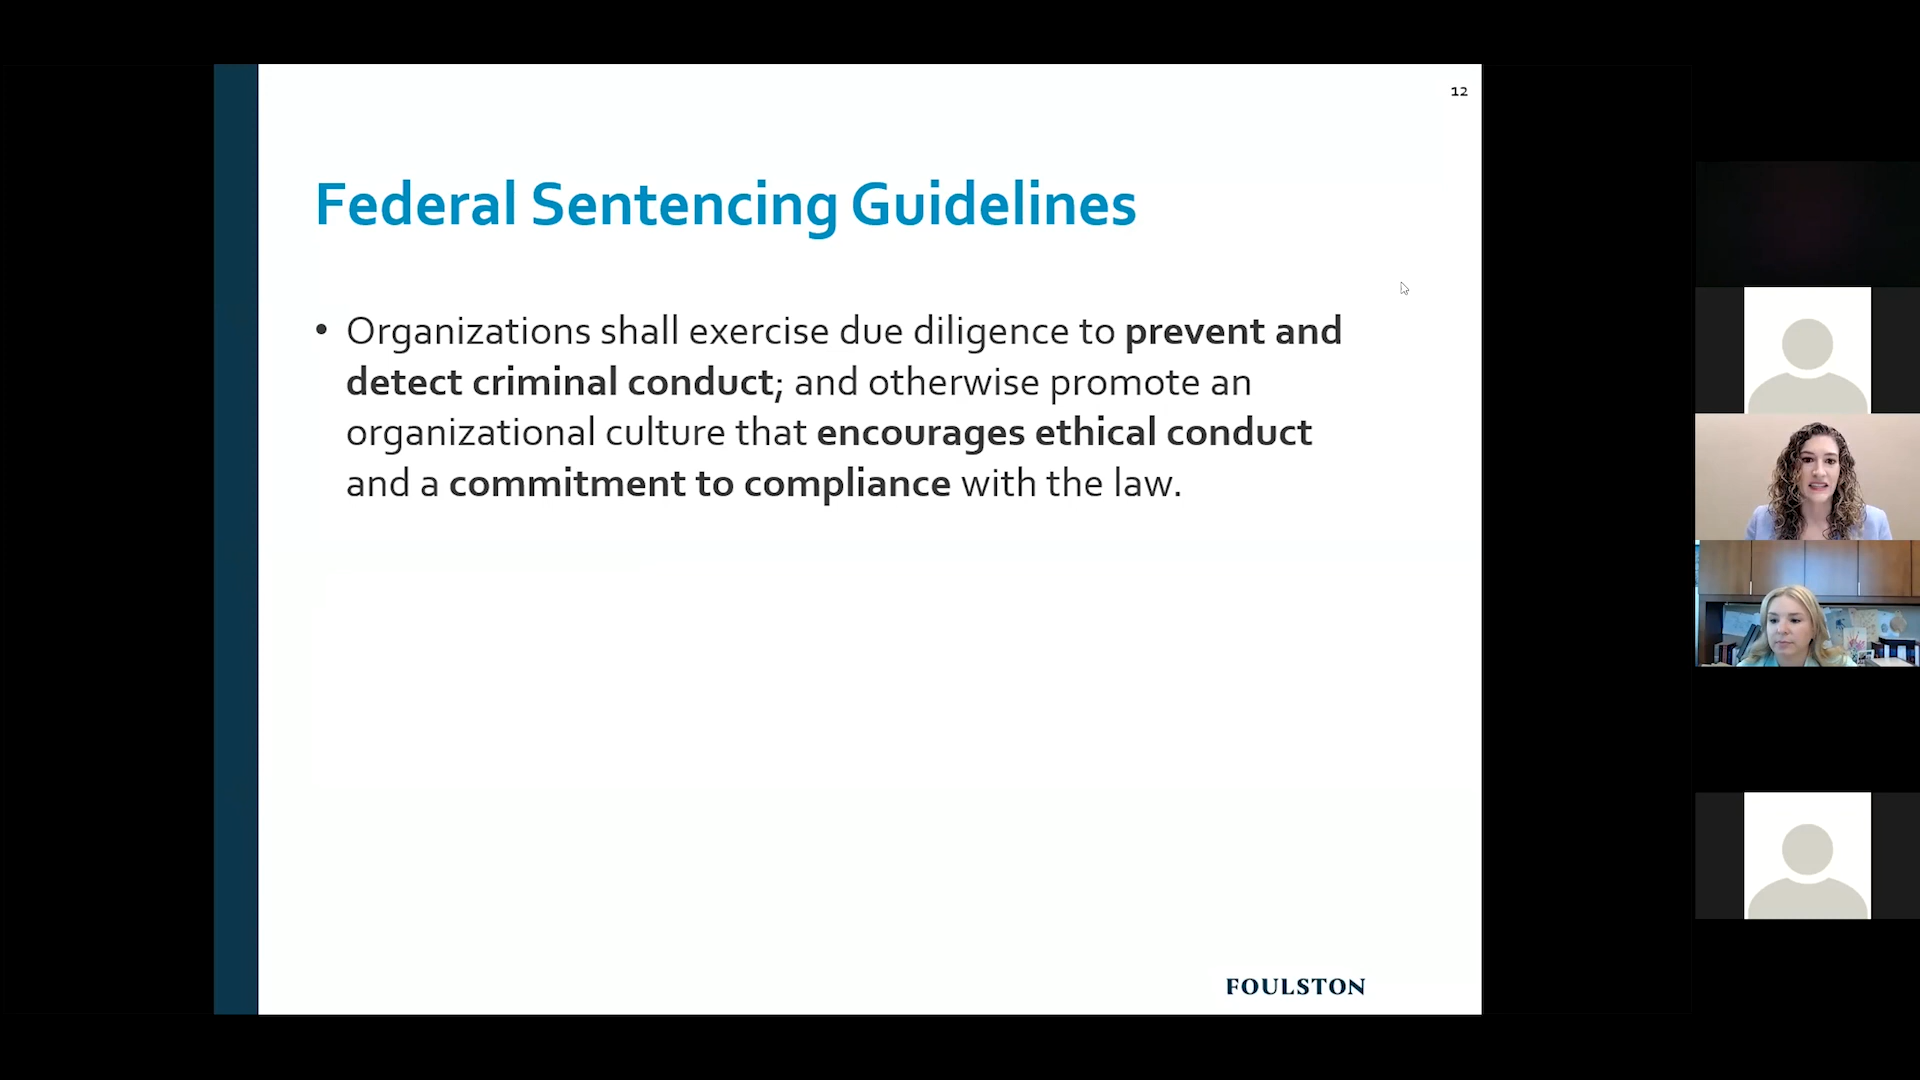 12
Federal Sentencing Guidelines
• Organizations shall exercise due diligence to prevent and
detect criminal conduct; and otherwise promote an
organizational culture that encourages ethical conduct
and a commitment to compliance with the law.
FOULSTON